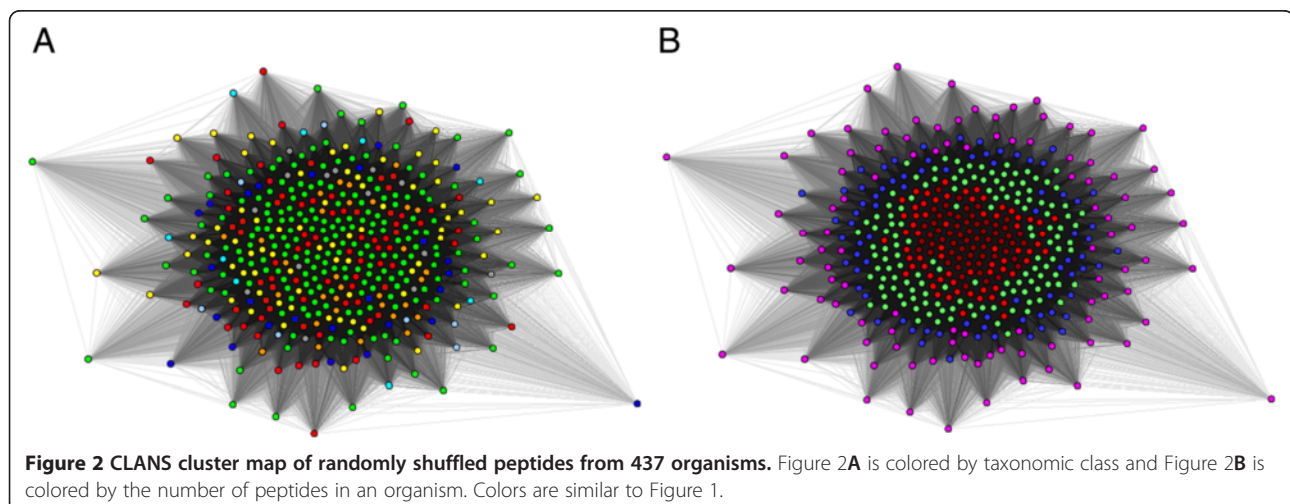 A
B
Figure 2 CLANS cluster map of randomly shuffled peptides from 437 organisms. Figure 2A is colored by taxonomic class and Figure 2B is
colored by the number of peptides in an organism. Colors are similar to Figure 1.